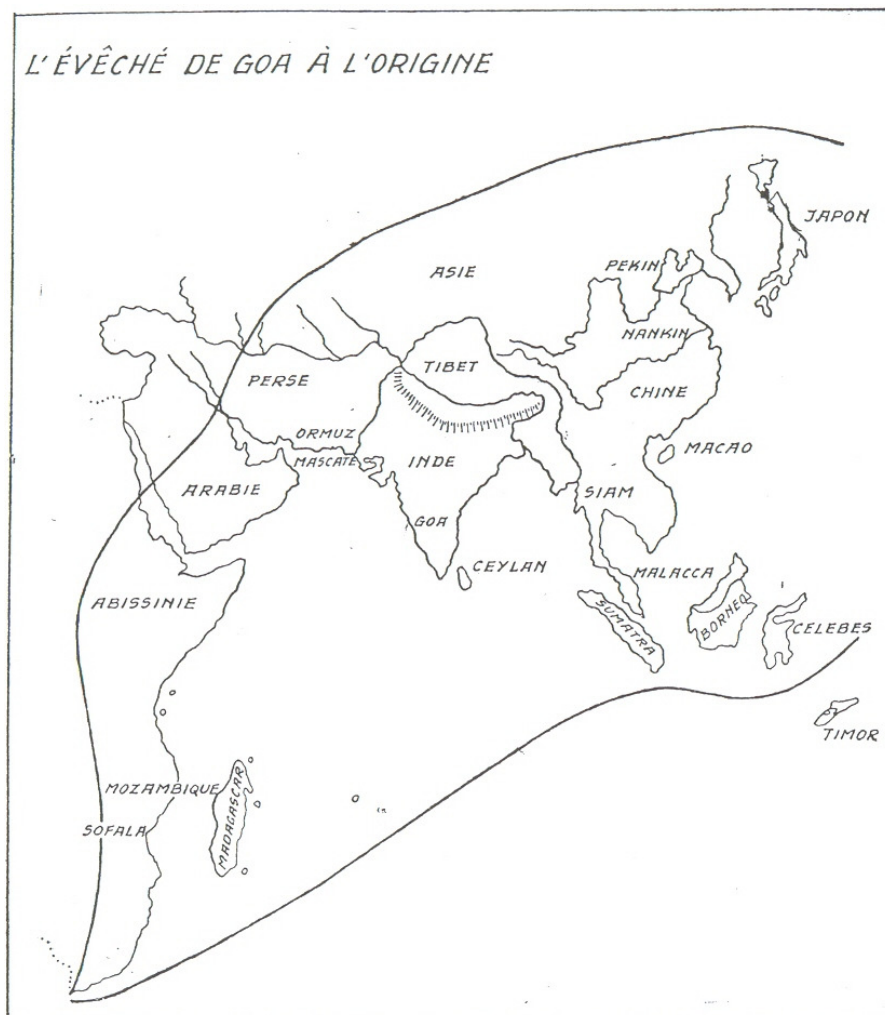 L'ÉVÊCHÉ DE GOA À L'ORIGINE
JAPON
ASIE
PEKIN
NANKIN
TIBET
PERSE
CHINE
ORMUZ
MASCATE
INDE
MACAO
ARABIE
SIAM
GOA
CEYLAN
MALACCA
ABISSINIE
SUMATRA
BORNEO
CELEBES
TIMOR
MOZAMBIQUE
MADAGASCAR
SOFALA